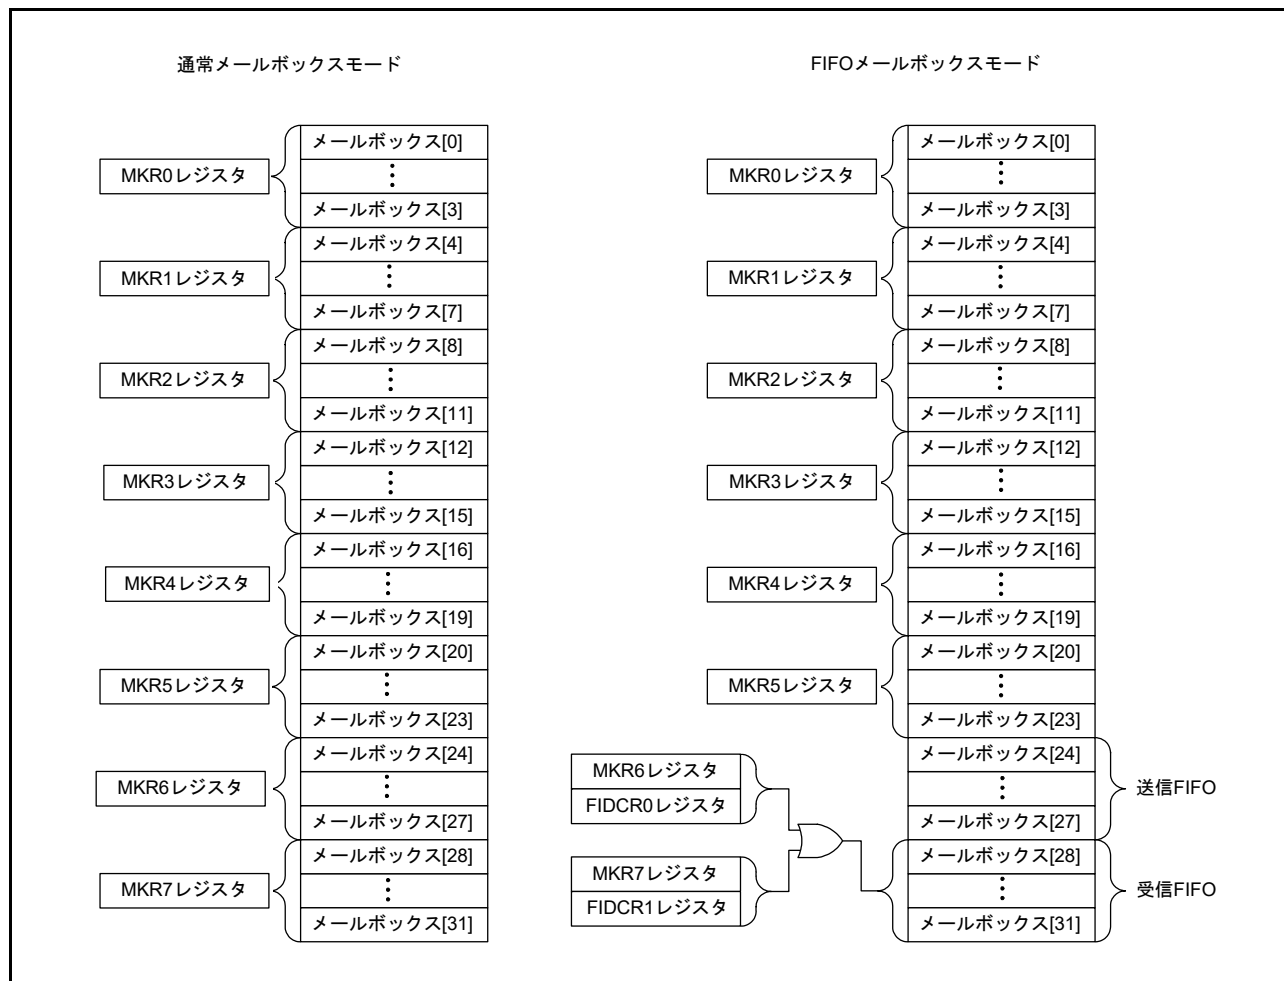 通常メールボックスモード
MKR0レジスタ
メールボックス[0]
メールボックス[3]
MKR1レジスタ
メールボックス[4]
メールボックス[7]
MKR2レジスタ
メールボックス[8]
メールボックス[11]
MKR3レジスタ
メールボックス[12]
メールボックス[15]
MKR4レジスタ
メールボックス[16]
メールボックス[19]
MKR5レジスタ
メールボックス[20]
メールボックス[23]
MKR6レジスタ
メールボックス[24]
メールボックス[27]
MKR7レジスタ
メールボックス[28]
メールボックス[31]
FIFOメールボックスモード
MKR0レジスタ
メールボックス[0]
メールボックス[3]
MKR1レジスタ
メールボックス[4]
メールボックス[7]
MKR2レジスタ
メールボックス[8]
メールボックス[11]
MKR3レジスタ
メールボックス[12]
メールボックス[15]
MKR4レジスタ
メールボックス[16]
メールボックス[19]
MKR5レジスタ
メールボックス[20]
メールボックス[23]
MKR6レジスタ
FIDCR0レジスタ
メールボックス[24]
メールボックス[27]
送信FIFO
MKR7レジスタ
FIDCR1レジスタ
メールボックス[28]
メールボックス[31]
受信FIFO